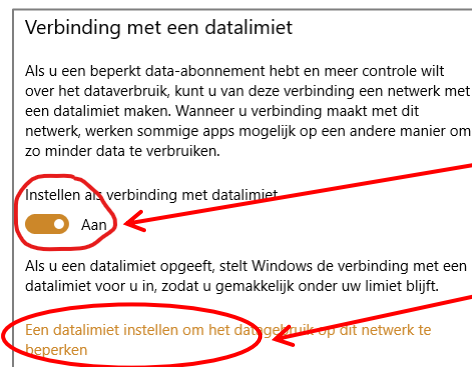 Verbinding met een datalimiet
Als u een beperkt data-abonnement hebt en meer controle wilt
over het dataverbruik, kunt u van deze verbinding een netwerk met
een datalimiet maken. Wanneer u verbinding maakt met dit
netwerk, werken sommige apps mogelijk op een andere manier om
zo minder data te verbruiken.
Instellen als verbinding met datalimiet
Aan
Als u een datalimiet opgeeft, stelt Windows de verbinding met een
datalimiet voor u in, zodat u gemakkelijk onder uw limiet blijft.
Een datalimiet instellen om het datagebruik op dit netwerk te
beperken